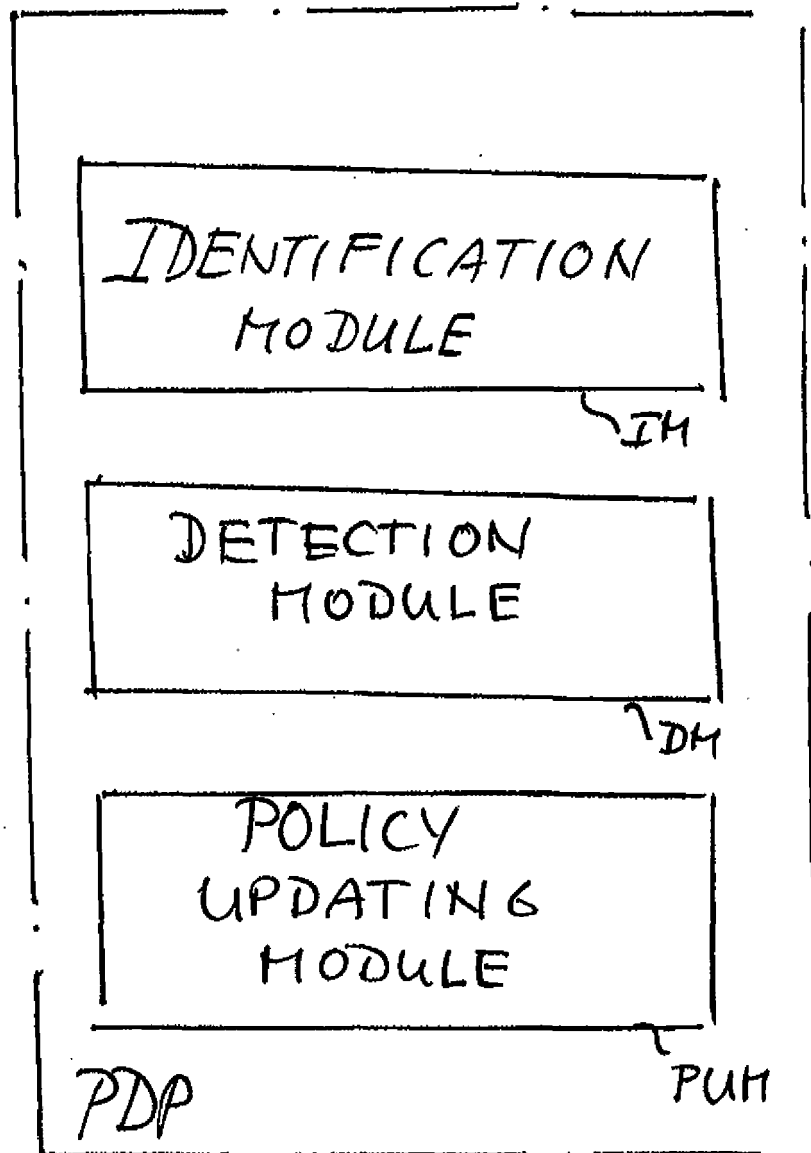 IDENTIFICATION
MODULE
IM
DETECTION
MODULE
DM
POLICY
UPDATING
MODULE
PUM
PDP